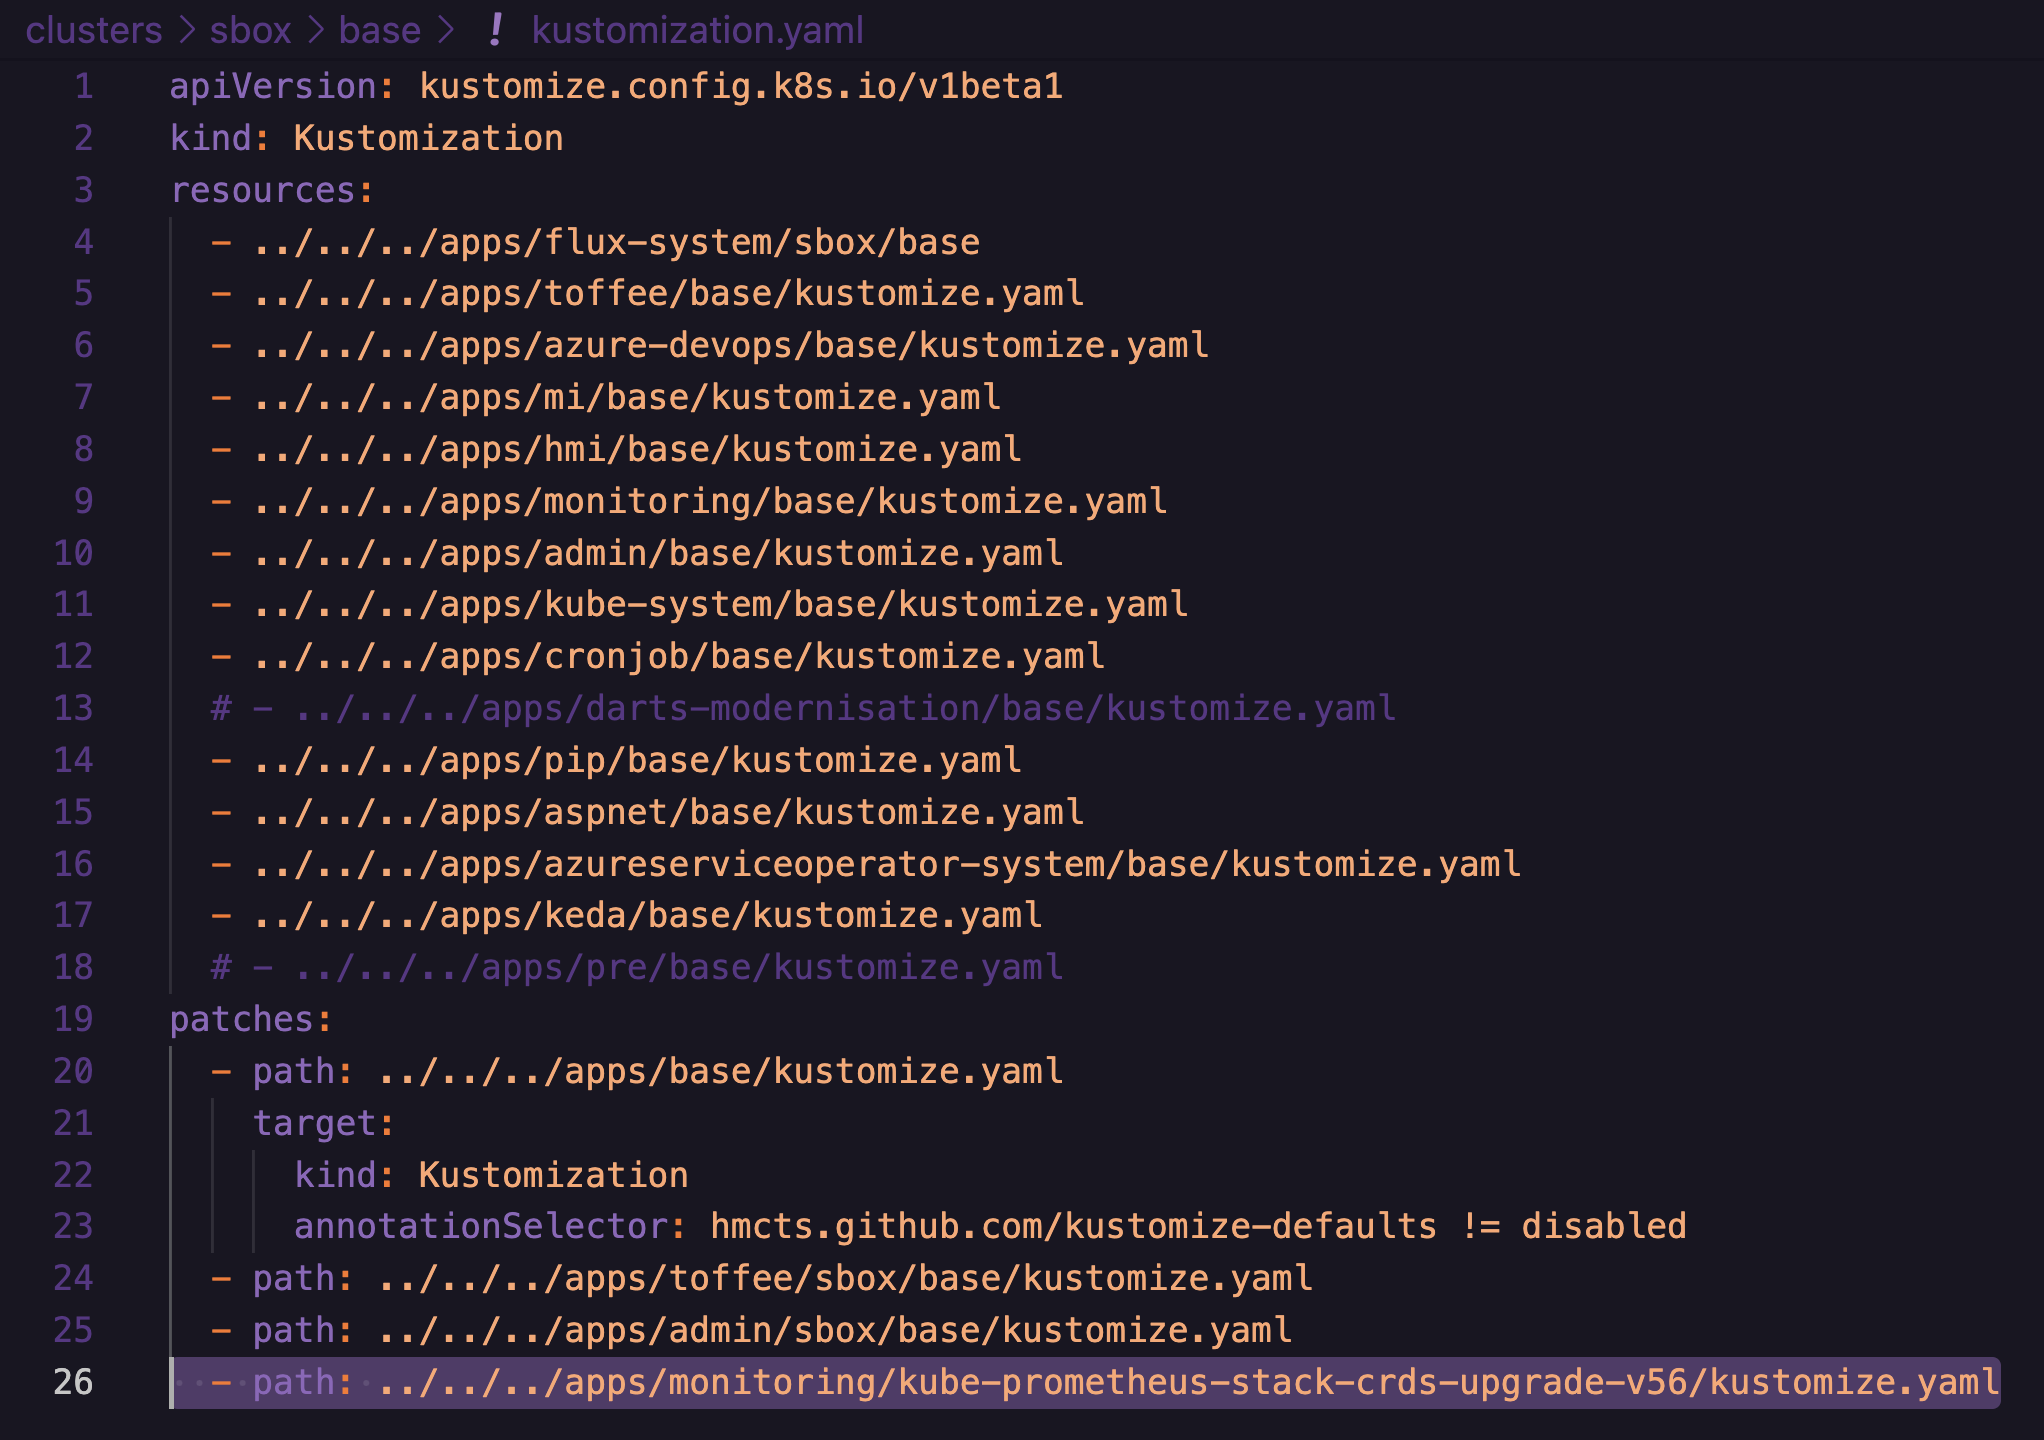 clusters > sbox > base > ! kustomization.yaml
1 apiVersion: kustomize.config.k8s.io/v1beta1
2 kind: Kustomization
3 resources:
4   - ../../../apps/flux-system/sbox/base
5   - ../../../apps/toffee/base/kustomize.yaml
6   - ../../../apps/azure-devops/base/kustomize.yaml
7   - ../../../apps/mi/base/kustomize.yaml
8   - ../../../apps/hmi/base/kustomize.yaml
9   - ../../../apps/monitoring/base/kustomize.yaml
10   - ../../../apps/admin/base/kustomize.yaml
11   - ../../../apps/kube-system/base/kustomize.yaml
12   - ../../../apps/cronjob/base/kustomize.yaml
13   # - ../../../apps/darts-modernisation/base/kustomize.yaml
14   - ../../../apps/pip/base/kustomize.yaml
15   - ../../../apps/aspnet/base/kustomize.yaml
16   - ../../../apps/azureserviceoperator-system/base/kustomize.yaml
17   - ../../../apps/keda/base/kustomize.yaml
18   # - ../../../apps/pre/base/kustomize.yaml
19 patches:
20   - path: ../../../apps/base/kustomize.yaml
21     target:
22       kind: Kustomization
23       annotationSelector: hmcts.github.com/kustomize-defaults != disabled
24   - path: ../../../apps/toffee/sbox/base/kustomize.yaml
25   - path: ../../../apps/admin/sbox/base/kustomize.yaml
26   - path: ../../../apps/monitoring/kube-prometheus-stack-crds-upgrade-v56/kustomize.yaml